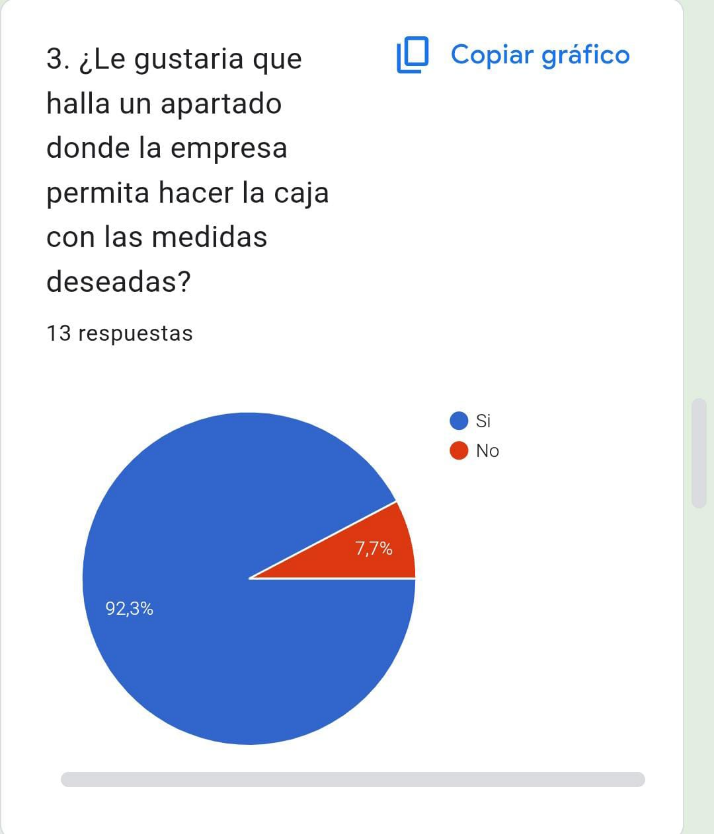 3. ¿Le gustaria que
halla un apartado
donde la empresa
permita hacer la caja
con las medidas
deseadas?
Copiar gráfico
13 respuestas
Si
No
7,7%
92,3%